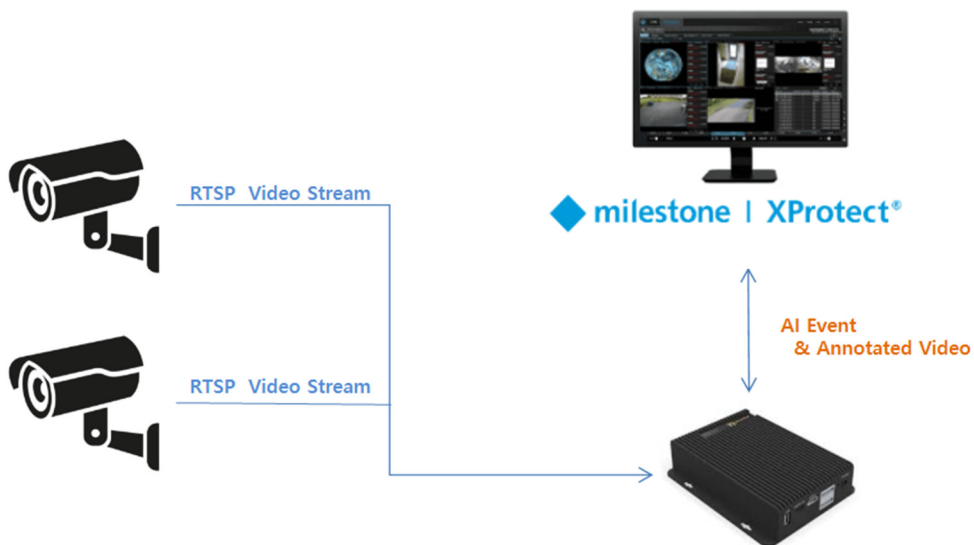 RTSP Video Stream
milestone | XProtect®
RTSP Video Stream
AI Event
& Annotated Video